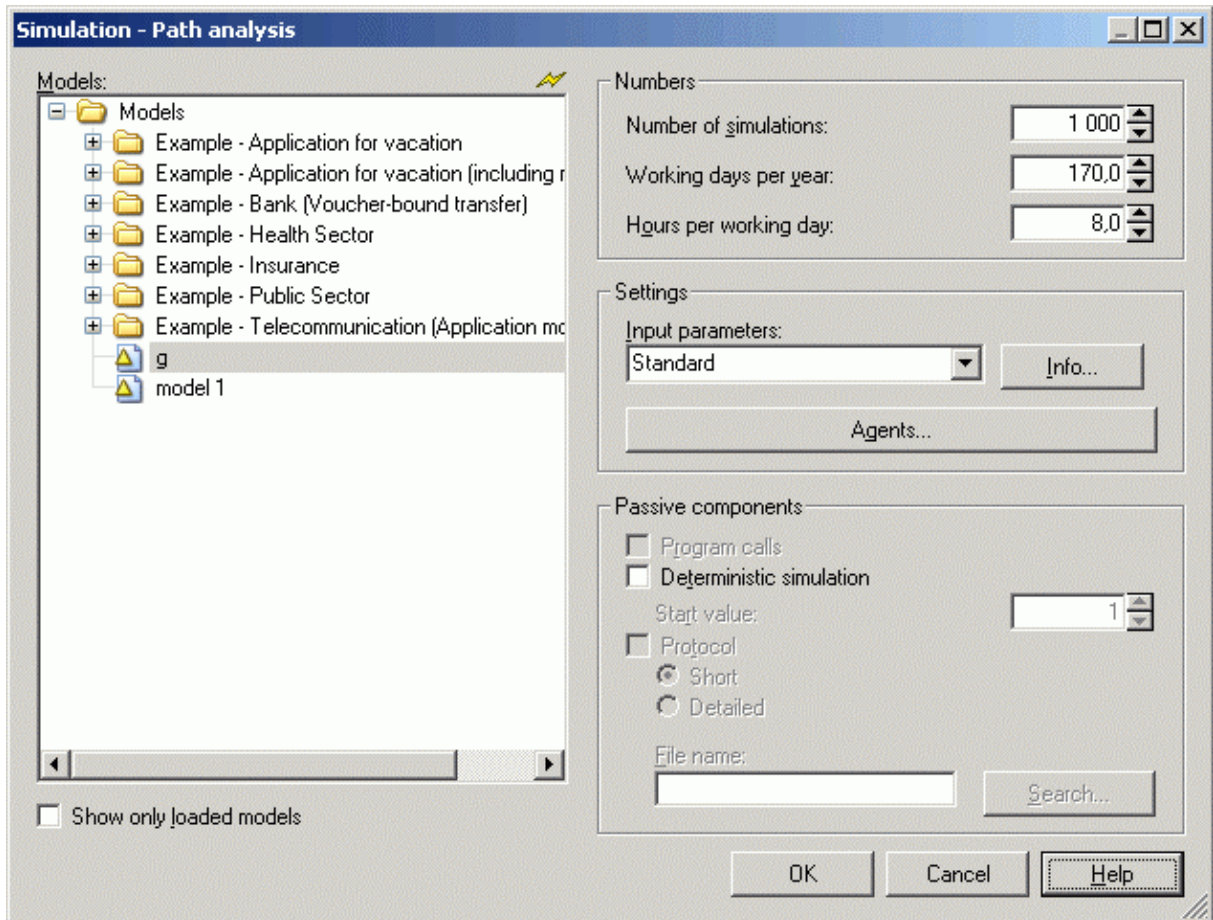 Simulation - Path analysis
Models:
Models
Example - Application for vacation
Example - Application for vacation (including r
Example - Bank (Voucher-bound transfer)
Example - Health Sector
Example - Insurance
Example - Public Sector
Example - Telecommunication (Application mo
g
model 1
Show only loaded models
Numbers
Number of simulations: 1 000
Working days per year: 170,0
Hours per working day: 8,0
Settings
Input parameters:
Standard Info...
Agents...
Passive components
Program calls
Deterministic simulation
Start value: 1
Protocol
Short
Detailed
File name:
Search...
OK Cancel Help